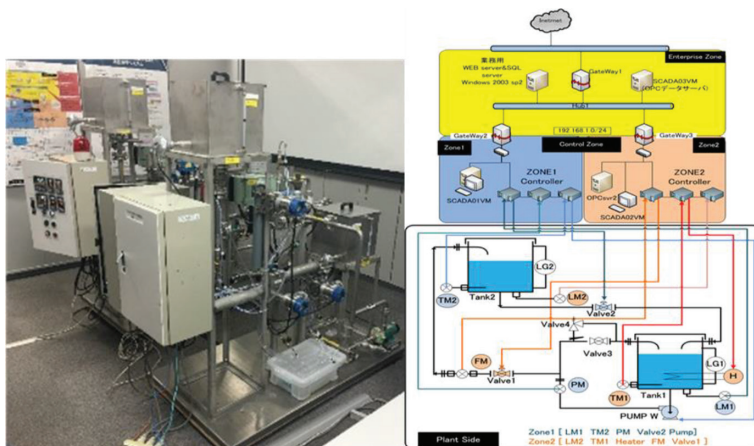 Internet
Enterprise Zone
業務用
WEB server&SQL
server
Windows 2003 sp2
GateWay1
SCADA03VM
(OPCデータサーバ)
192.168.1.0/24
GateWay2
GateWay3
Zone1
Control Zone
Zone2
ZONE1
Controller
ZONE2
Controller
SCADA01VM
OPCsvr2
SCADA02VM
TM2
Tank2
LG2
LM2
Valve2
Valve4
Valve3
FM
Valve1
PM
TM1
Tank1
LG1
H
LM1
PUMP W
Plant Side
Zone1 [ LM1 TM2 PM Valve2 Pump]
Zone2 [ LM2 TM1 Heater FM Valve1 ]